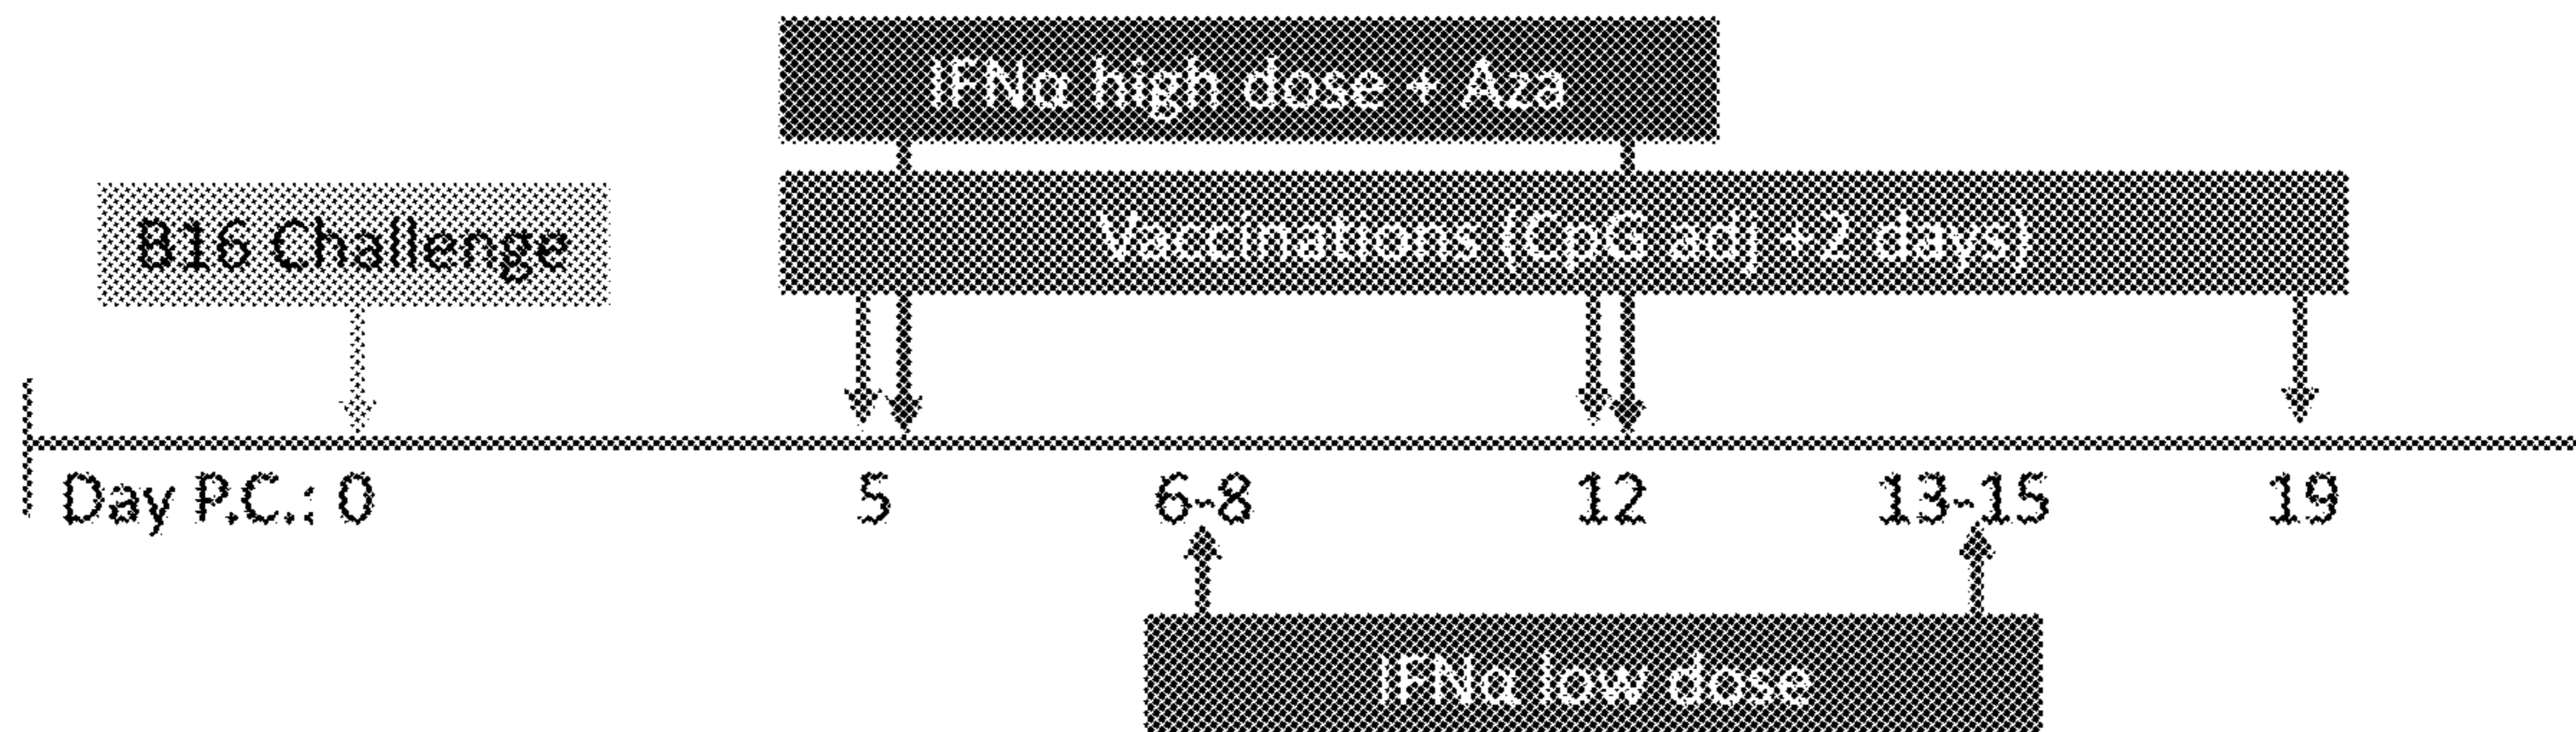 IFNα high dose + Aza
B16 Challenge
Vaccinations (CpG adj +2 days)
Day P.C.: 0
5
6-8
12
13-15
19
IFNα low dose